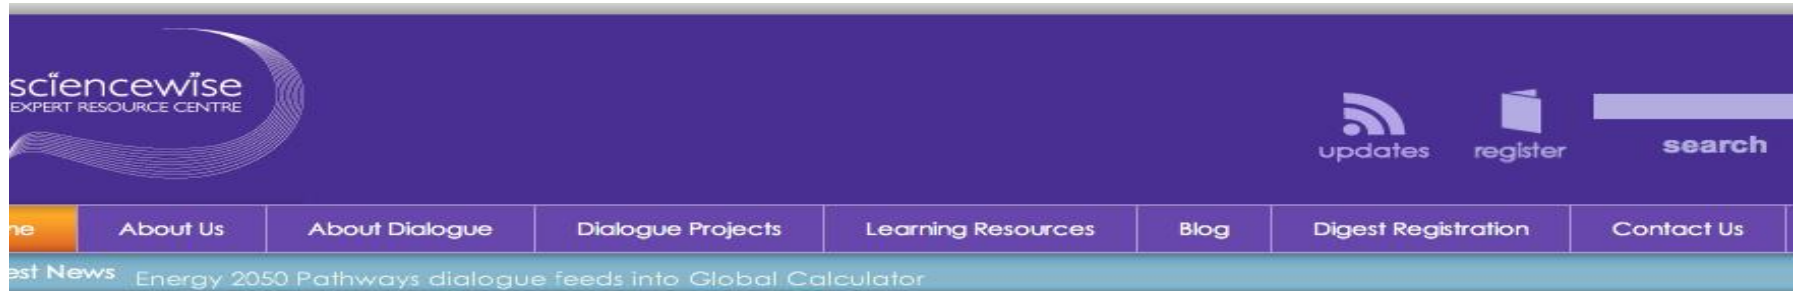 sciencewise
EXPERT RESOURCE CENTRE
updates register search
About Us About Dialogue Dialogue Projects Learning Resources Blog Digest Registration Contact Us
News Energy 2050 Pathways dialogue feeds into Global Calculator